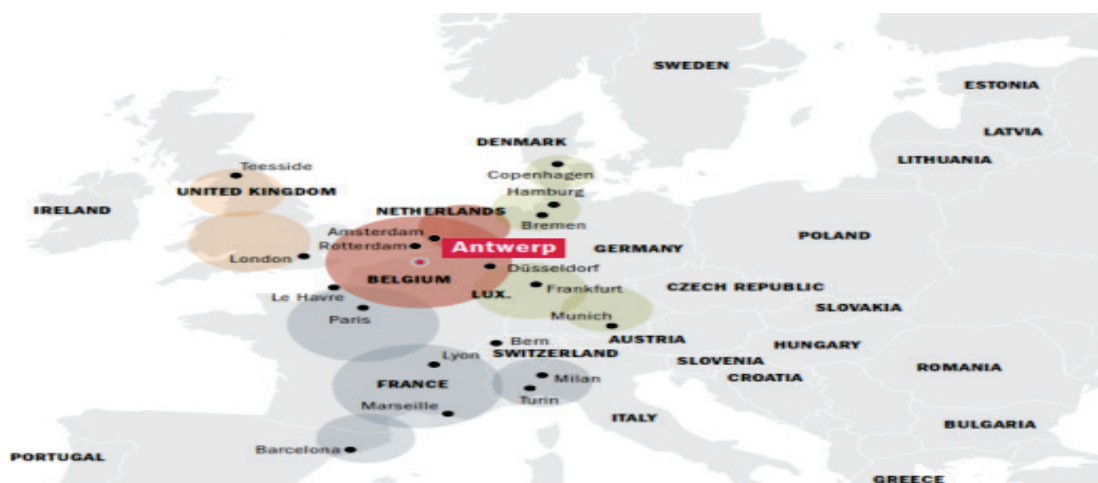 SWEDEN
ESTONIA
LATVIA
DENMARK
LITHUANIA
Teesside
Copenhagen
UNITED KINGDOM
Hamburg
IRELAND
NETHERLANDS
Bremen
Amsterdam
POLAND
Rotterdam
Antwerp
GERMANY
London
Düsseldorf
BELGIUM
CZECH REPUBLIC
Frankfurt
Le Havre
LUX.
SLOVAKIA
Paris
Munich
Bern
AUSTRIA
HUNGARY
Lyon
SWITZERLAND
SLOVENIA
ROMANIA
FRANCE
Milan
CROATIA
Turin
Marseille
ITALY
BULGARIA
Barcelona
PORTUGAL
GREECE